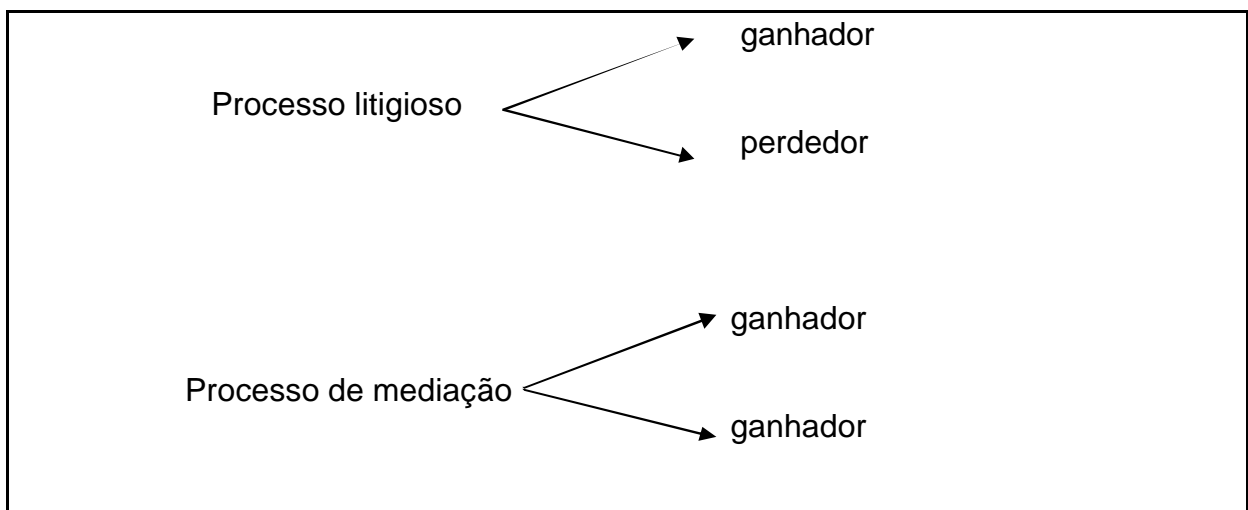 ganhador
Processo litigioso
perdedor
ganhador
Processo de mediação
ganhador